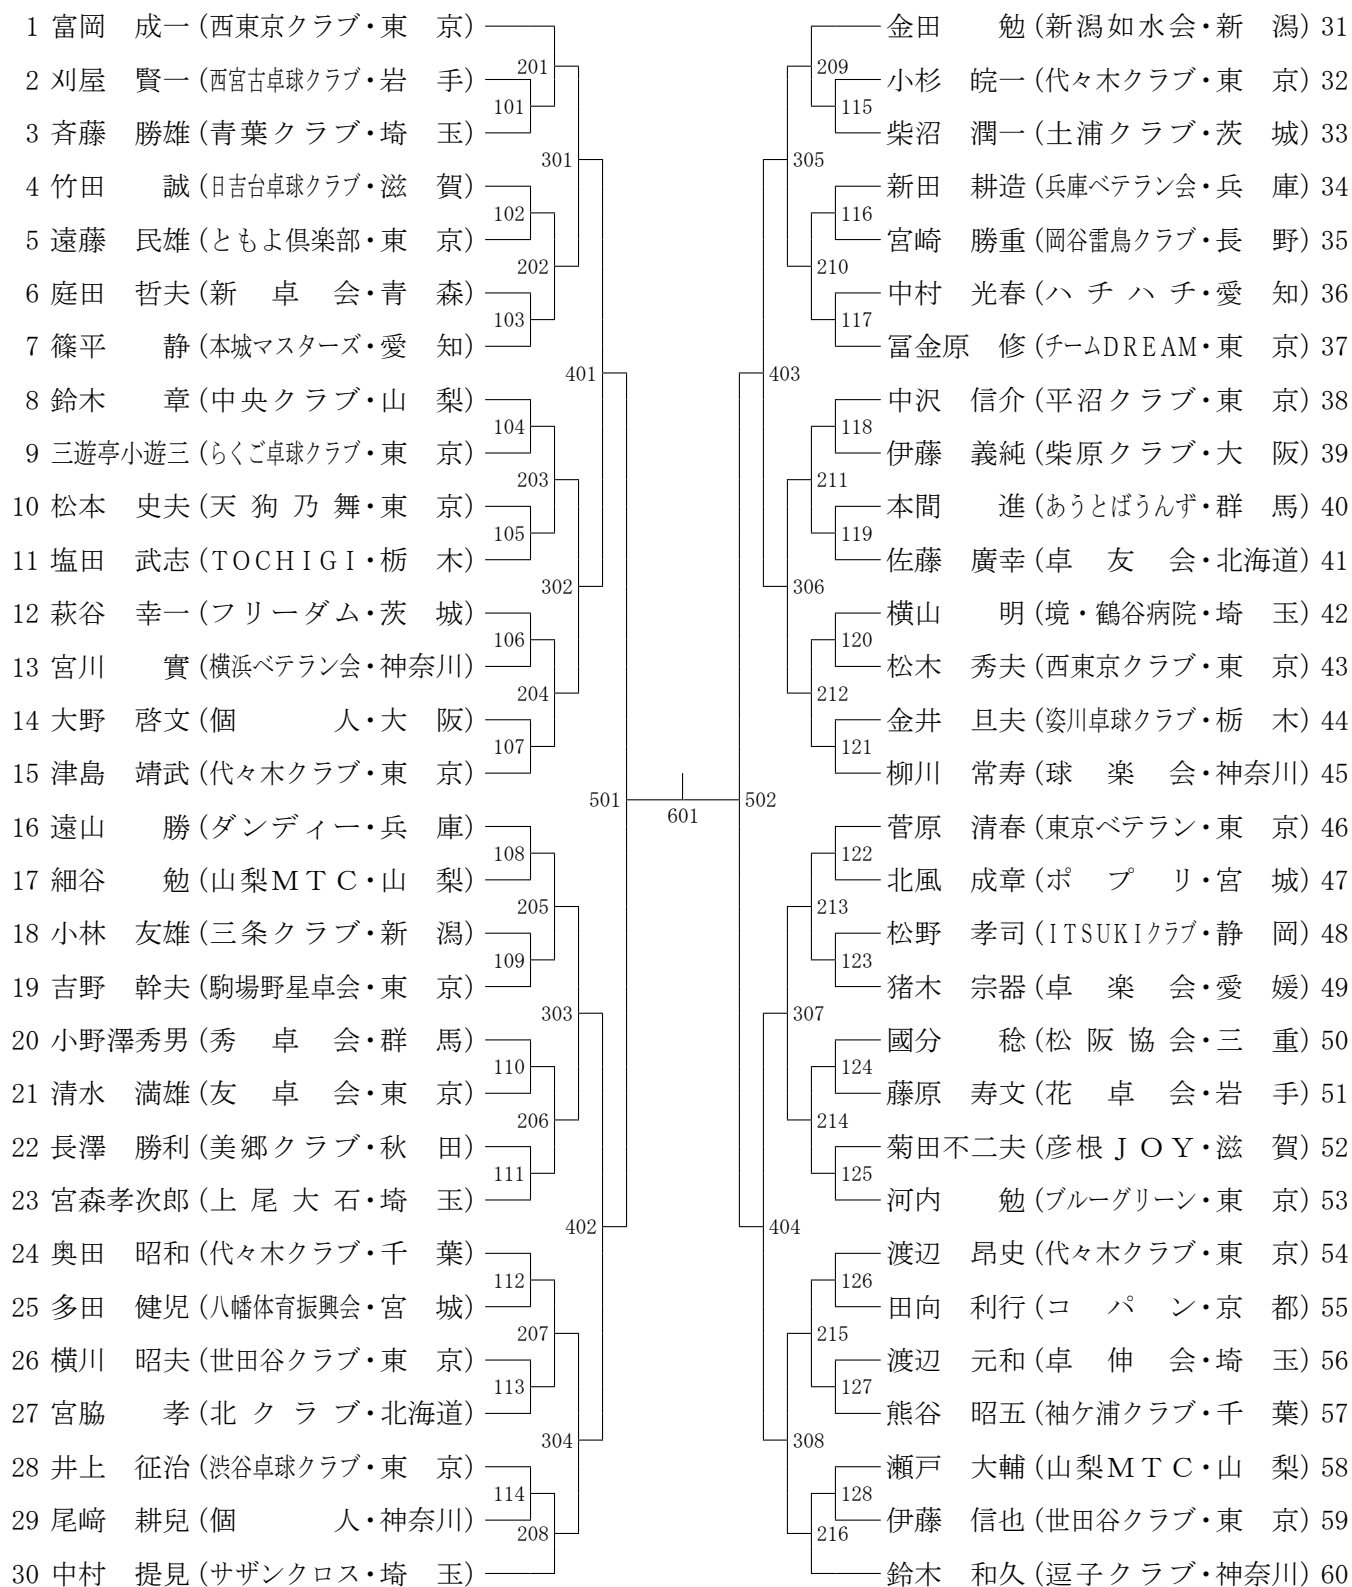 1 富岡 成一 (西東京クラブ・東 京)
2 刈屋 賢一 (西宮古卓球クラブ・岩 手)
3 斉藤 勝雄 (青葉クラブ・埼 玉)
4 竹田 誠 (日吉台卓球クラブ・滋 賀)
5 遠藤 民雄 (ともよ倶楽部・東 京)
6 庭田 哲夫 (新 卓 会・青 森)
7 篠平 静 (本城マスターズ・愛 知)
8 鈴木 章 (中央クラブ・山 梨)
9 三遊亭小遊三 (らくご卓球クラブ・東 京)
10 松本 史夫 (天 狗 乃 舞・東 京)
11 塩田 武志 (TOCHIGI・栃 木)
12 萩谷 幸一 (フリーダム・茨 城)
13 宮川 實 (横浜ベテラン会・神奈川)
14 大野 啓文 (個 人・大 阪)
15 津島 靖武 (代々木クラブ・東 京)
16 遠山 勝 (ダンディー・兵 庫)
17 細谷 勉 (山梨MTC・山 梨)
18 小林 友雄 (三条クラブ・新 潟)
19 吉野 幹夫 (駒場野星卓会・東 京)
20 小野澤秀男 (秀 卓 会・群 馬)
21 清水 満雄 (友 卓 会・東 京)
22 長澤 勝利 (美郷クラブ・秋 田)
23 宮森孝次郎 (上 尾 大 石・埼 玉)
24 奥田 昭和 (代々木クラブ・千 葉)
25 多田 健児 (八幡体育振興会・宮 城)
26 横川 昭夫 (世田谷クラブ・東 京)
27 宮脇 孝 (北 ク ラ ブ・北海道)
28 井上 征治 (渋谷卓球クラブ・東 京)
29 尾﨑 耕兒 (個 人・神奈川)
30 中村 提見 (サザンクロス・埼 玉)
101
102
103
104
105
106
107
108
109
110
111
112
113
114
201
202
203
204
205
206
207
208
301
302
303
304
401
402
501
601
502
403
404
305
306
307
308
209
210
211
212
213
214
215
216
115
116
117
118
119
120
121
122
123
124
125
126
127
128
金田 勉 (新潟如水会・新 潟) 31
小杉 皖一 (代々木クラブ・東 京) 32
柴沼 潤一 (土浦クラブ・茨 城) 33
新田 耕造 (兵庫ベテラン会・兵 庫) 34
宮崎 勝重 (岡谷雷鳥クラブ・長 野) 35
中村 光春 (ハ チ ハ チ・愛 知) 36
冨金原 修 (チームDREAM・東 京) 37
中沢 信介 (平沼クラブ・東 京) 38
伊藤 義純 (柴原クラブ・大 阪) 39
本間 進 (あうとばうんず・群 馬) 40
佐藤 廣幸 (卓 友 会・北海道) 41
横山 明 (境・鶴谷病院・埼 玉) 42
松木 秀夫 (西東京クラブ・東 京) 43
金井 旦夫 (姿川卓球クラブ・栃 木) 44
柳川 常寿 (球 楽 会・神奈川) 45
菅原 清春 (東京ベテラン・東 京) 46
北風 成章 (ポ プ リ・宮 城) 47
松野 孝司 (ITSUKIクラブ・静 岡) 48
猪木 宗器 (卓 楽 会・愛 媛) 49
國分 稔 (松 阪 協 会・三 重) 50
藤原 寿文 (花 卓 会・岩 手) 51
菊田不二夫 (彦根JOY・滋 賀) 52
河内 勉 (ブルーグリーン・東 京) 53
渡辺 昂史 (代々木クラブ・東 京) 54
田向 利行 (コ パ ン・京 都) 55
渡辺 元和 (卓 伸 会・埼 玉) 56
熊谷 昭五 (袖ケ浦クラブ・千 葉) 57
瀬戸 大輔 (山梨MTC・山 梨) 58
伊藤 信也 (世田谷クラブ・東 京) 59
鈴木 和久 (逗子クラブ・神奈川) 60